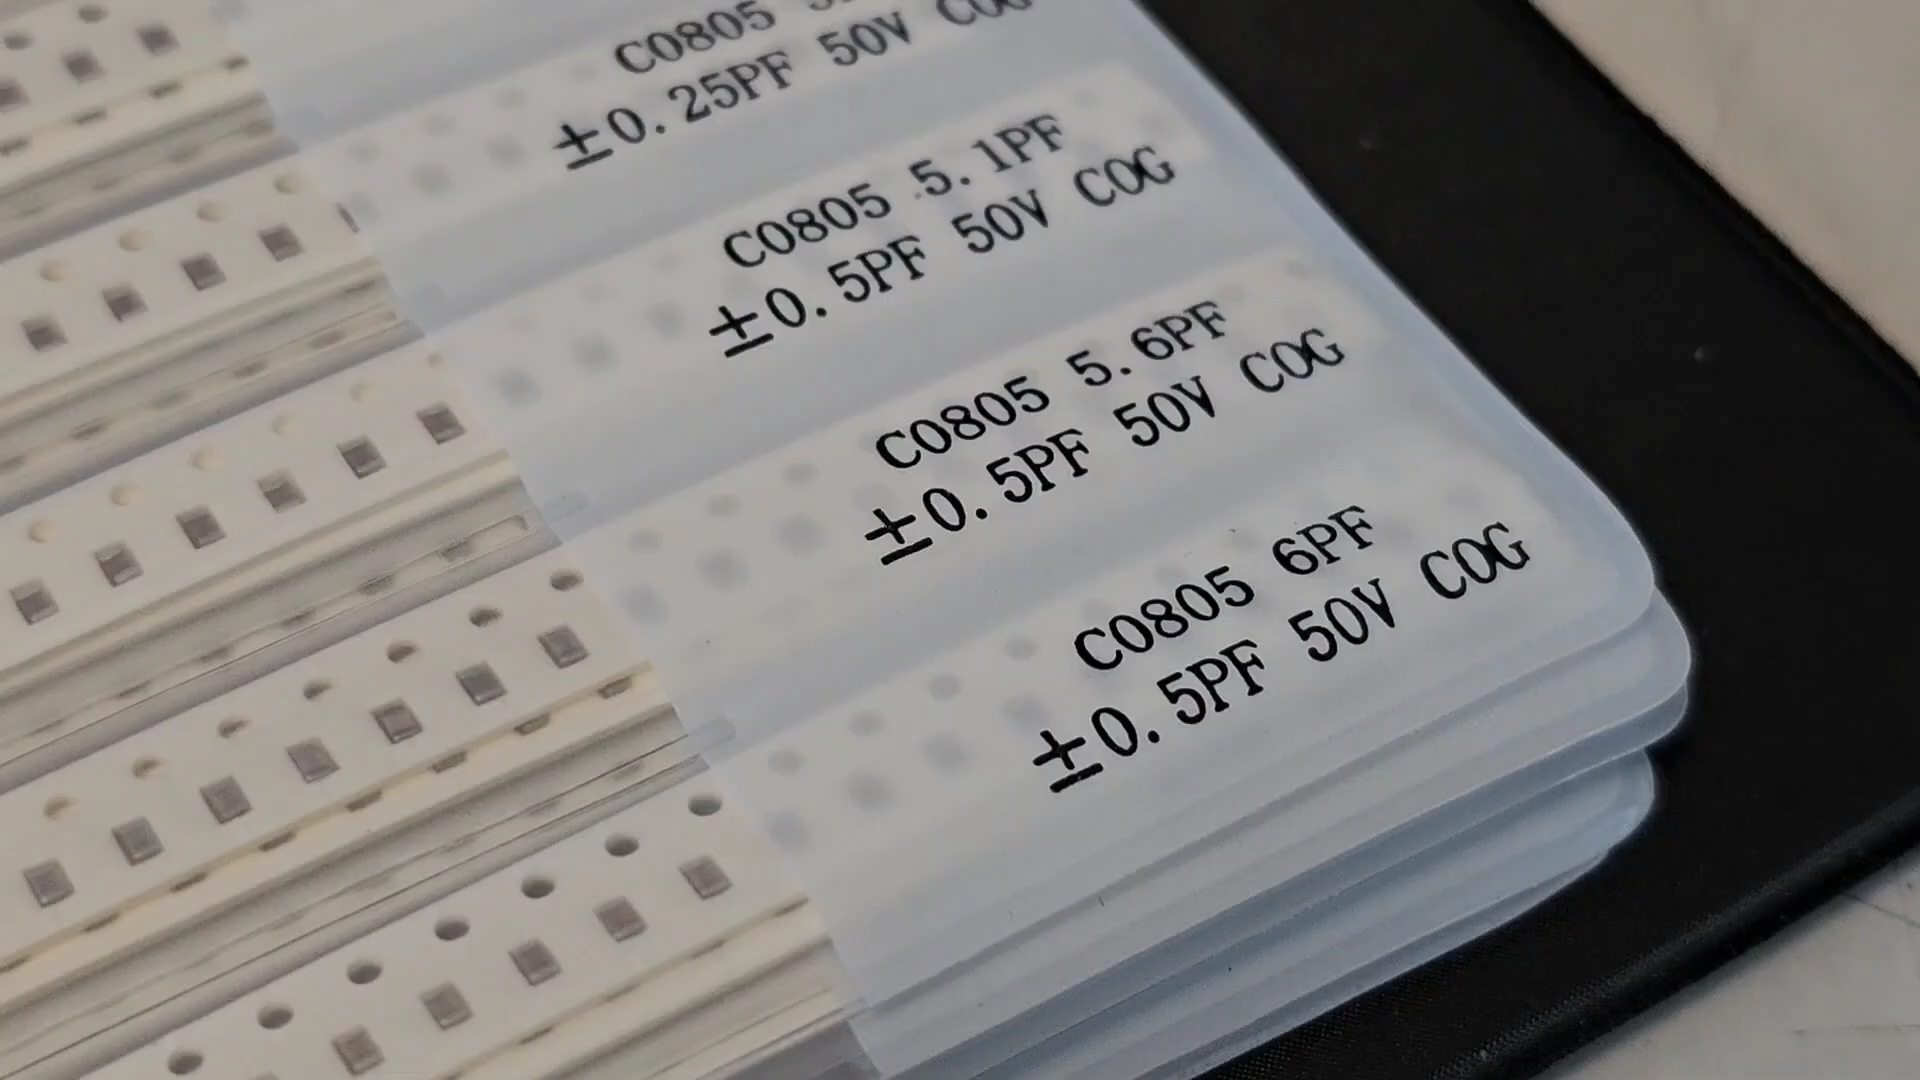 C0805
±0.25PF 50V COG
C0805 5.1PF
±0.5PF 50V COG
C0805 5.6PF
±0.5PF 50V COG
C0805 6PF
±0.5PF 50V COG